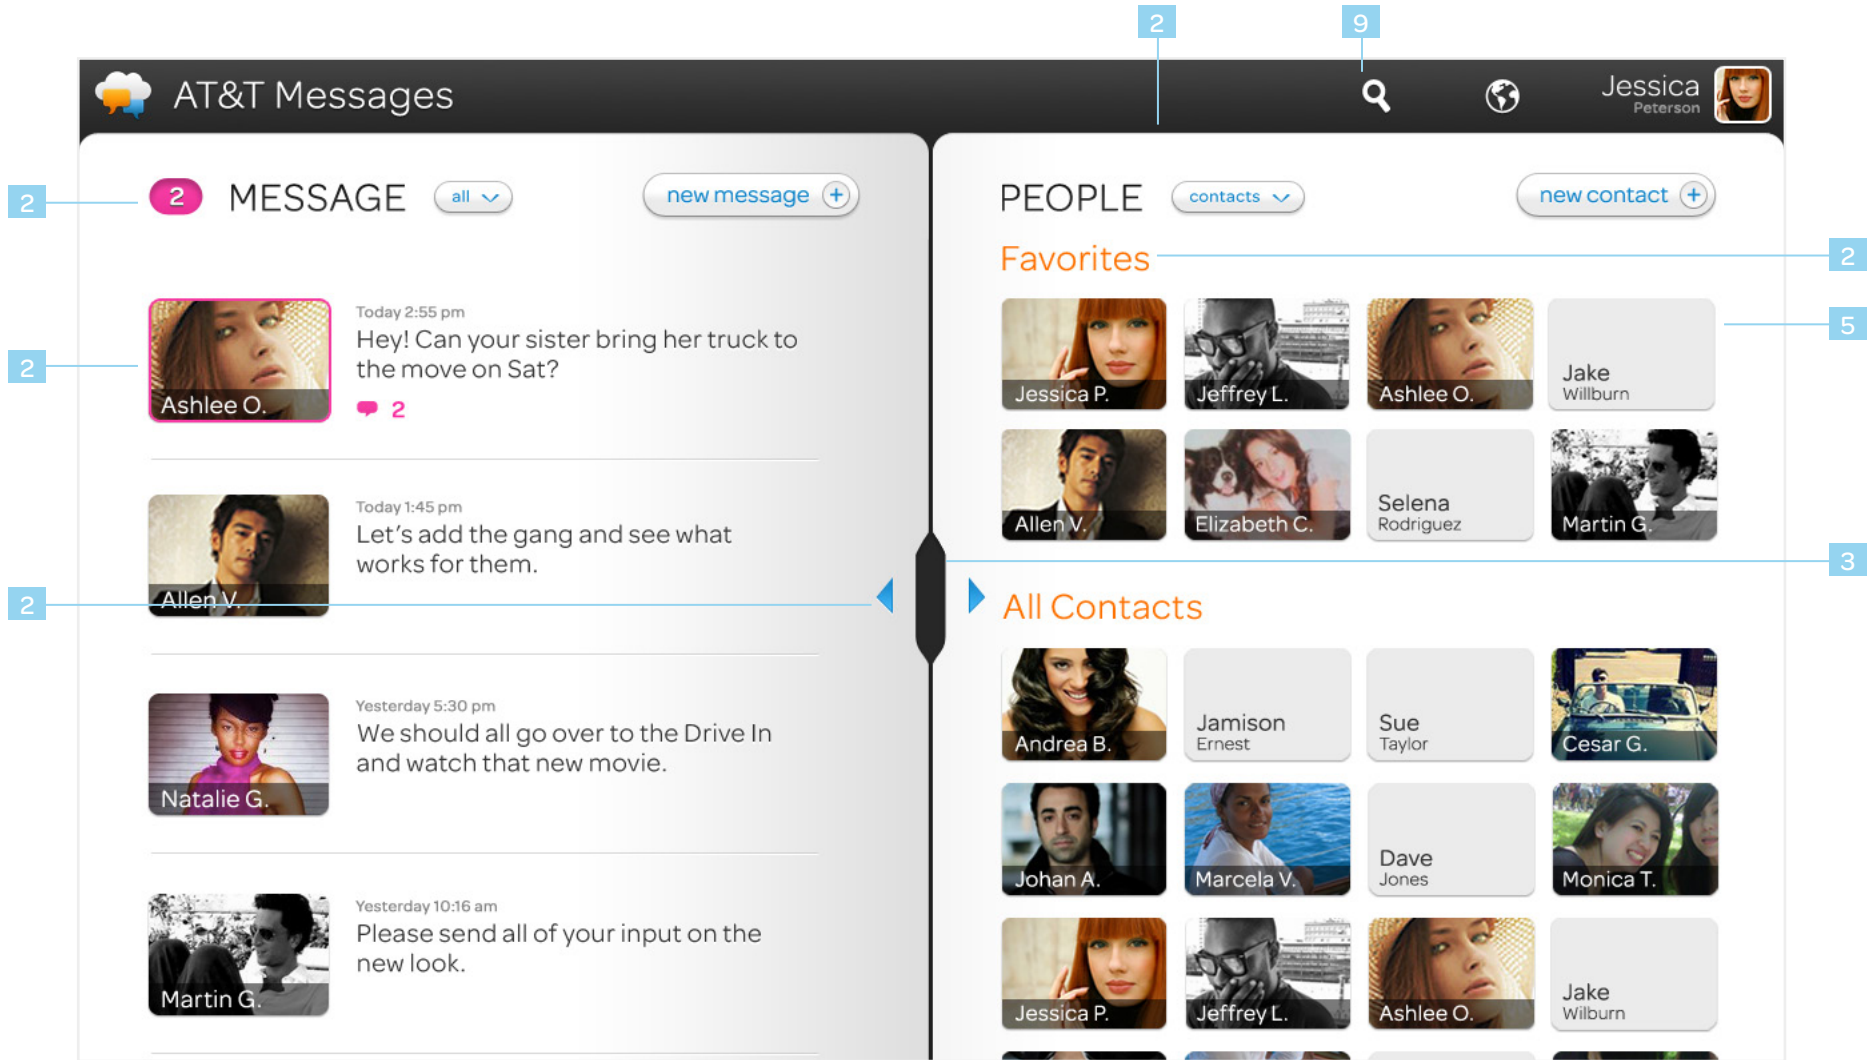 2
9
AT&T Messages
Jessica
Peterson
2
2
MESSAGE
all
new message
2
Today 2:55 pm
Hey! Can your sister bring her truck to
the move on Sat?
2
Ashlee O.
Today 1:45 pm
Let's add the gang and see what
works for them.
Allen V.
2
Yesterday 5:30 pm
We should all go over to the Drive In
and watch that new movie.
Natalie G.
Yesterday 10:16 am
Please send all of your input on the
new look.
Martin G.
PEOPLE
contacts
new contact
Favorites
2
5
Jessica P.
Jeffrey L.
Ashlee O.
Jake
Willburn
Allen V.
Elizabeth C.
Selena
Rodriguez
Martin G.
3
All Contacts
Andrea B.
Jamison
Ernest
Sue
Taylor
Cesar G.
Johan A.
Marcela V.
Dave
Jones
Monica T.
Jessica P.
Jeffrey L.
Ashlee O.
Jake
Wilburn